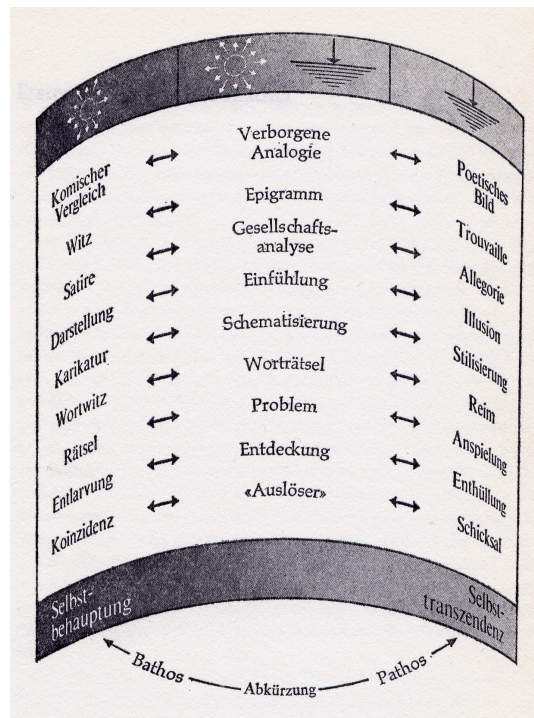 Komischer
Vergleich
Verborgene
Analogie
Poetisches
Bild
Witz
Epigramm
Trouvaille
Satire
Gesellschafts-
analyse
Allegorie
Darstellung
Einfühlung
Illusion
Karikatur
Schematisierung
Stilisierung
Wortwitz
Worträtsel
Reim
Rätsel
Problem
Anspielung
Entlarvung
Entdeckung
Enthüllung
Koinzidenz
«Auslöser»
Schicksal
Selbst-
behauptung
Selbst-
transzendenz
Bathos
Abkürzung
Pathos